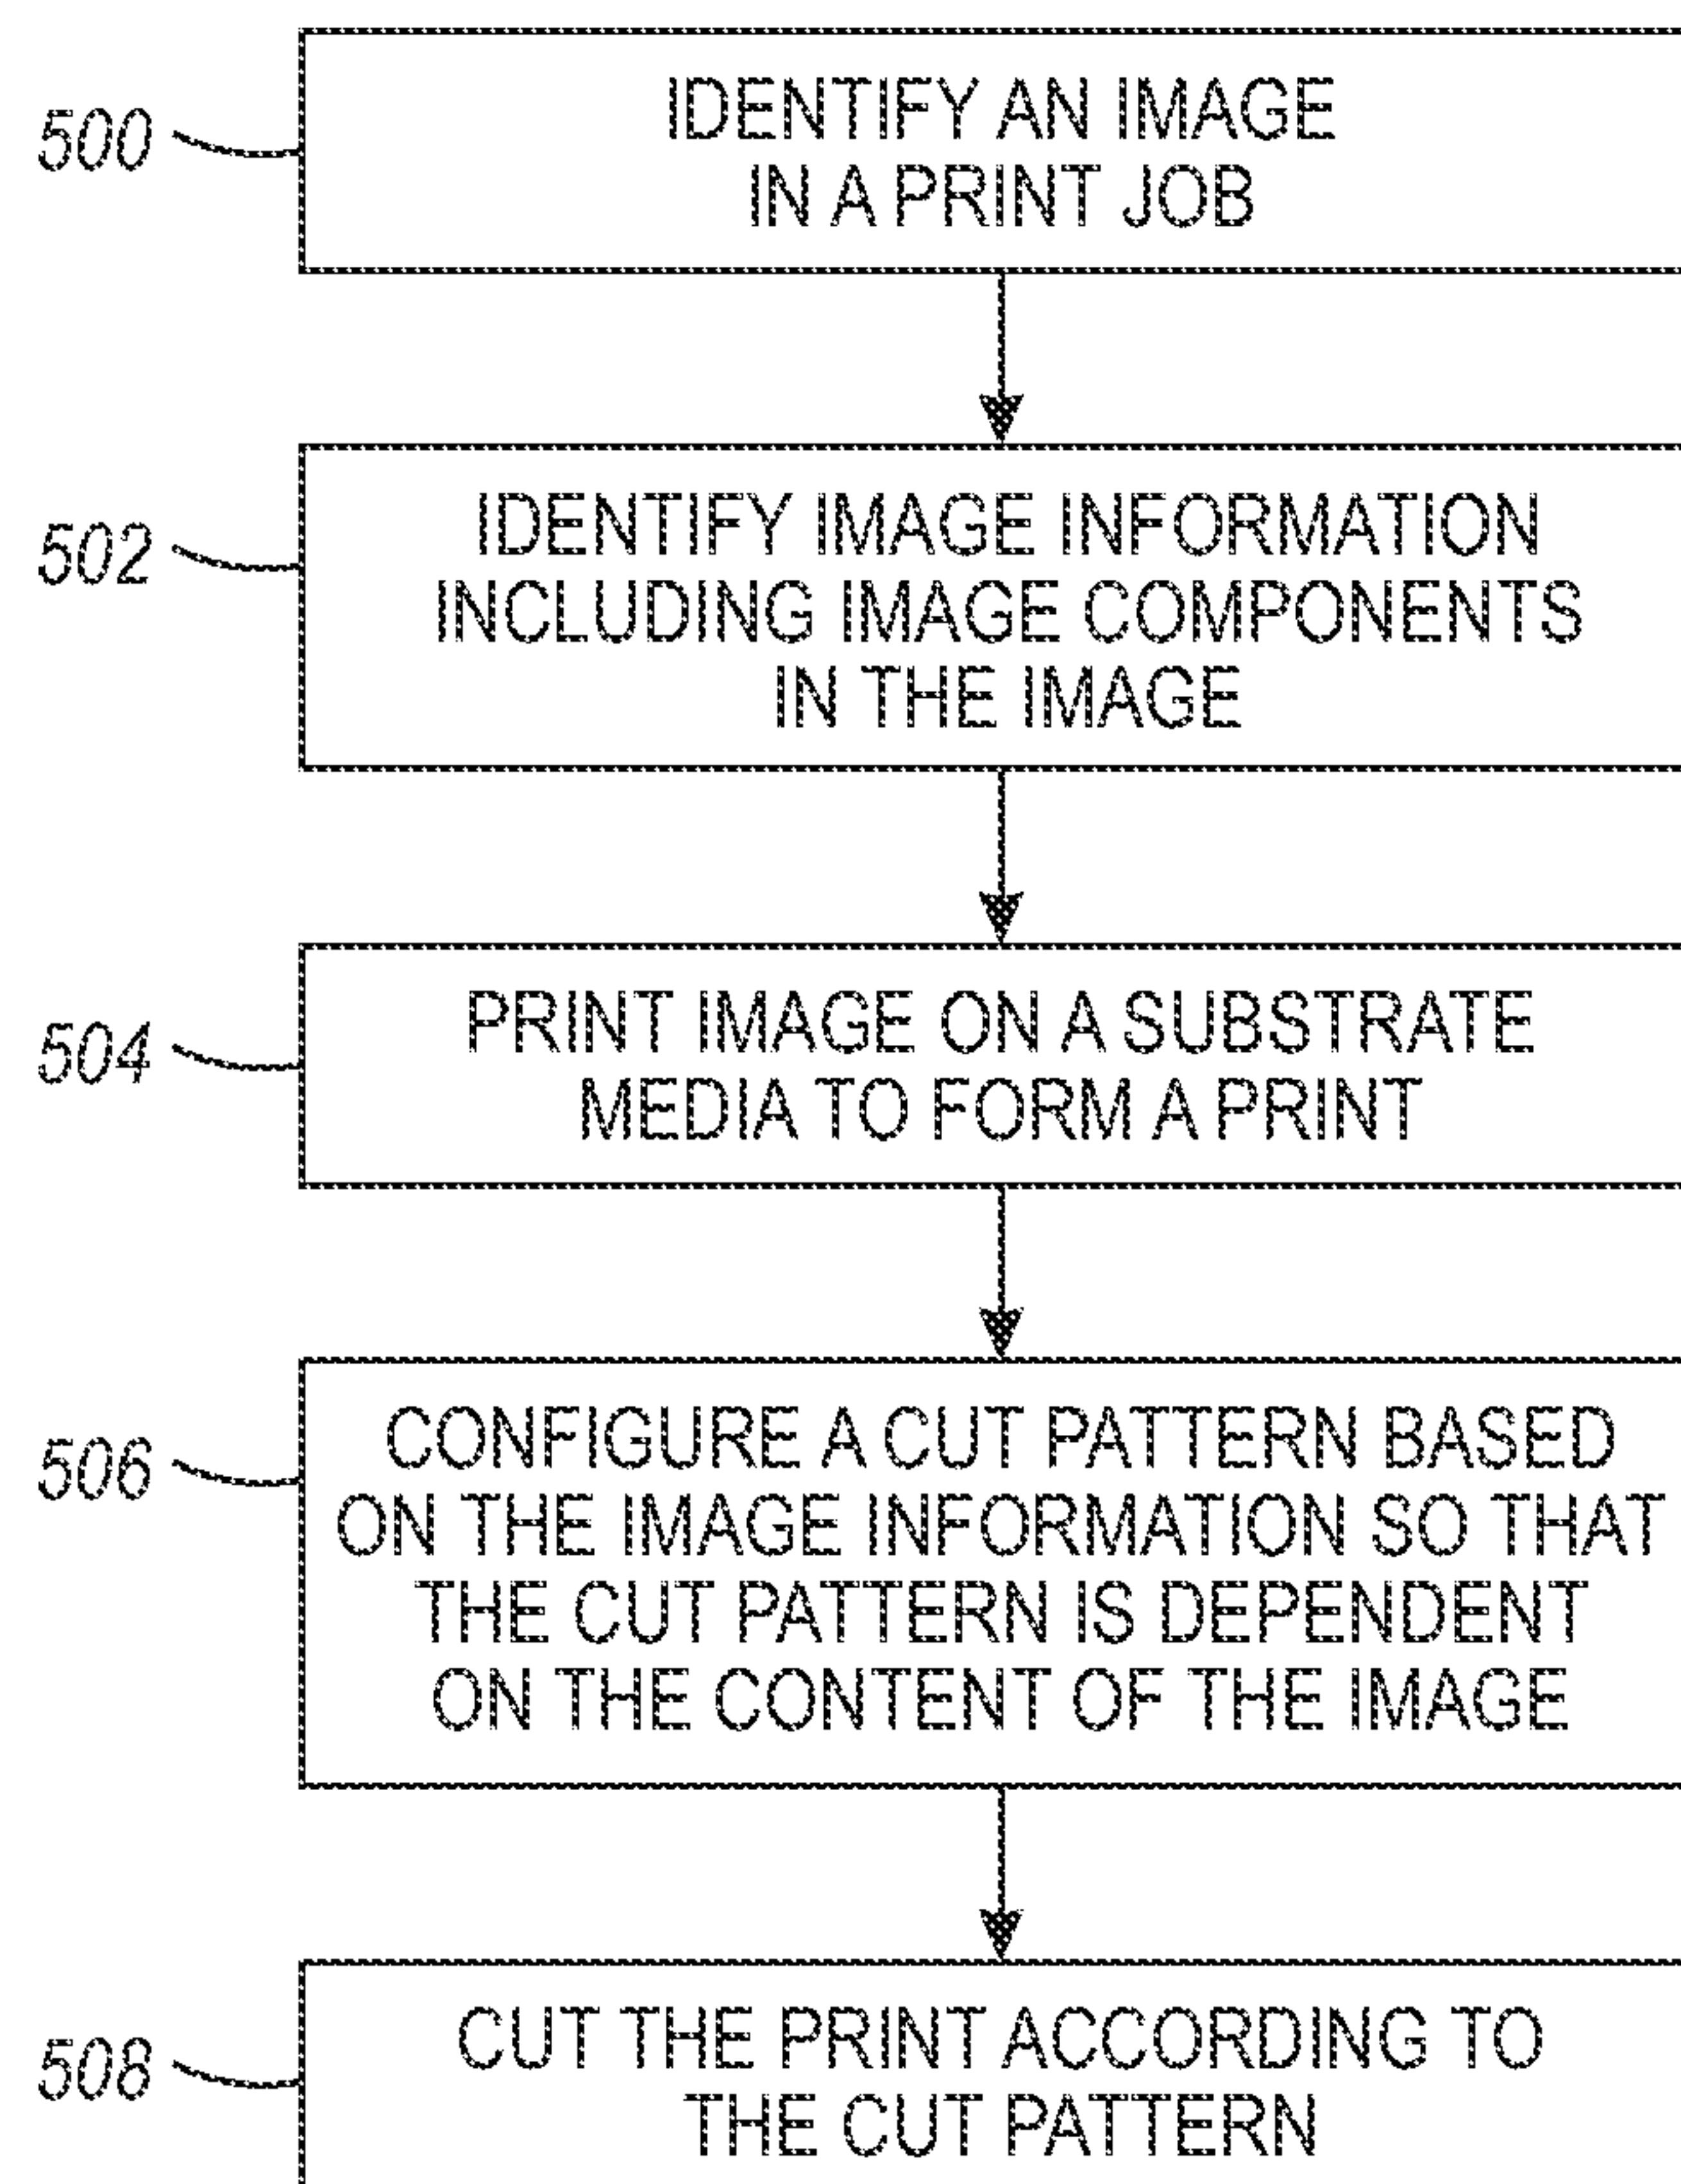 500
IDENTIFY AN IMAGE
IN A PRINT JOB
502
IDENTIFY IMAGE INFORMATION
INCLUDING IMAGE COMPONENTS
IN THE IMAGE
504
PRINT IMAGE ON A SUBSTRATE
MEDIA TO FORM A PRINT
506
CONFIGURE A CUT PATTERN BASED
ON THE IMAGE INFORMATION SO THAT
THE CUT PATTERN IS DEPENDENT
ON THE CONTENT OF THE IMAGE
508
CUT THE PRINT ACCORDING TO
THE CUT PATTERN